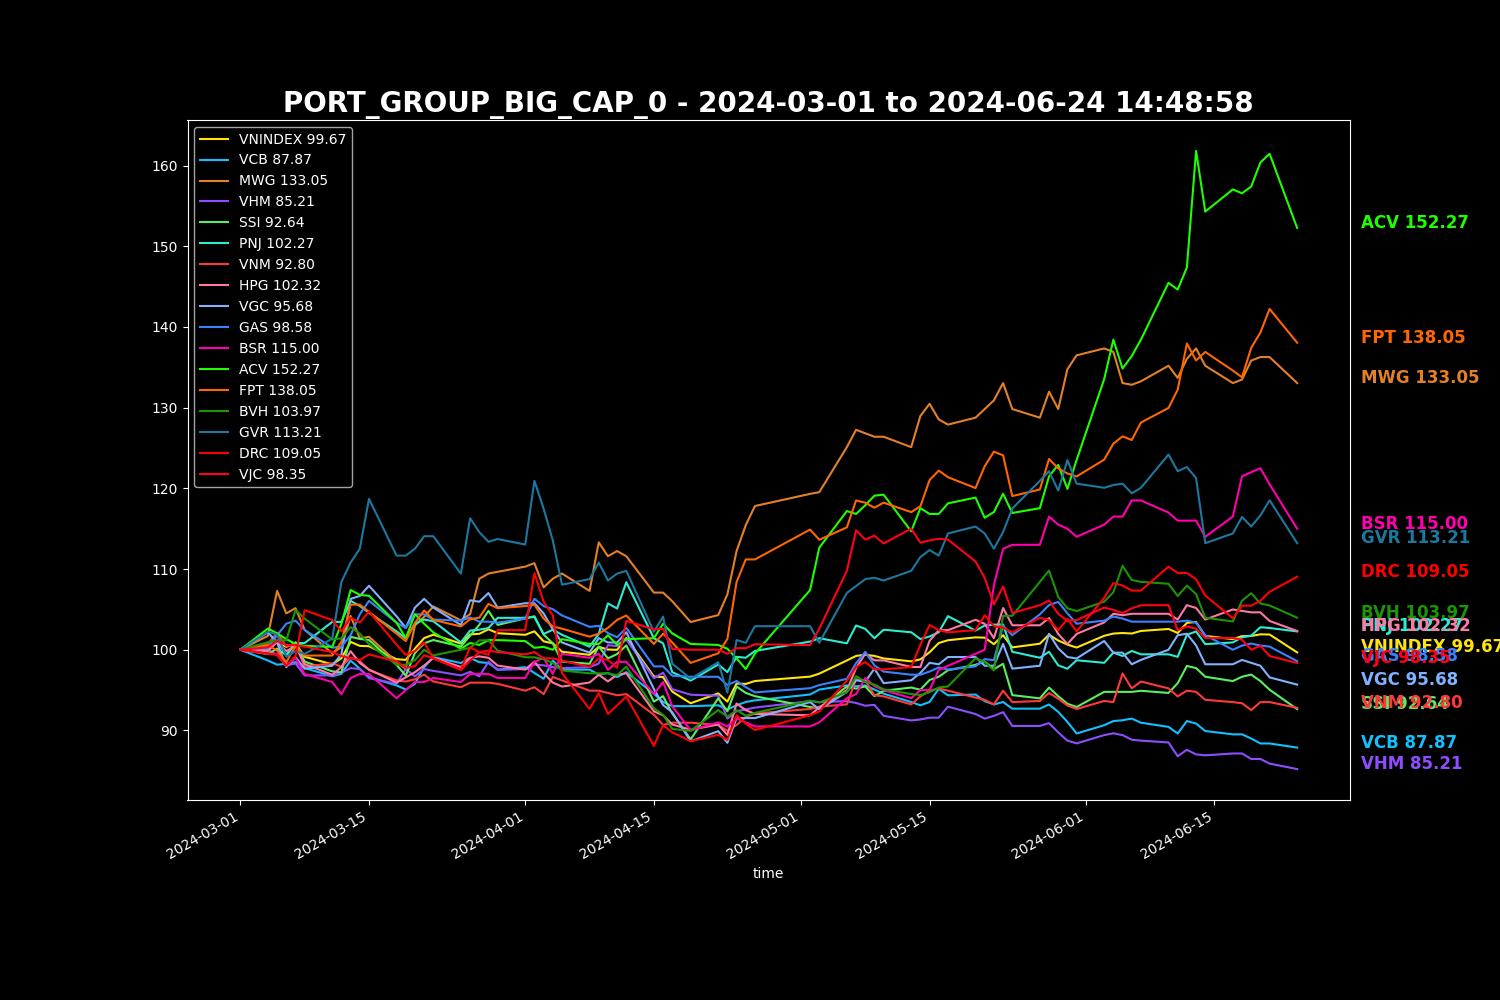 PORT_GROUP_BIG_CAP_0 - 2024-03-01 to 2024-06-24 14:48:58
VNINDEX 99.67
VCB 87.87
MWG 133.05
VHM 85.21
SSI 92.64
PNJ 102.27
VNM 92.80
HPG 102.32
VGC 95.68
GAS 98.58
BSR 115.00
ACV 152.27
FPT 138.05
BVH 103.97
GVR 113.21
DRC 109.05
VJC 98.35
160
150
140
130
120
110
100
90
ACV 152.27
FPT 138.05
MWG 133.05
BSR 115.00
GVR 113.21
DRC 109.05
BVH 103.97
HPG 102.32
VNINDEX 99.67
VGC 95.68
VCB 87.87
VHM 85.21
2024-03-01
2024-03-15
2024-04-01
2024-04-15
2024-05-01
2024-05-15
2024-06-01
2024-06-15
time